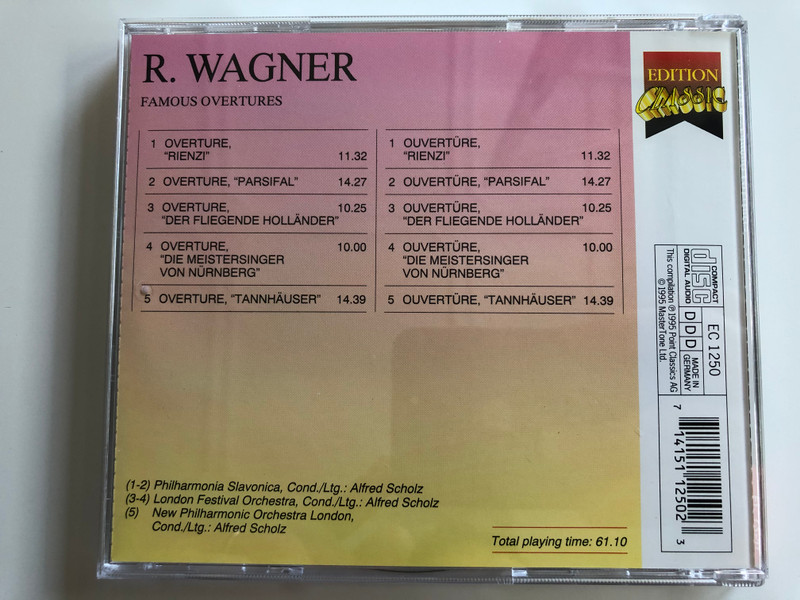 R. WAGNER
FAMOUS OVERTURES
1 OVERTURE,
"RIENZI" 11.32
2 OVERTURE, "PARSIFAL" 14.27
3 OVERTURE, 10.25
"DER FLIEGENDE HOLLÄNDER"
4 OVERTURE, 10.00
"DIE MEISTERSINGER
VON NÜRNBERG"
5 OVERTURE, "TANNHÄUSER" 14.39
1 OUVERTÜRE,
"RIENZI" 11.32
2 OUVERTÜRE, "PARSIFAL" 14.27
3 OUVERTÜRE, 10.25
"DER FLIEGENDE HOLLÄNDER"
4 OUVERTÜRE, 10.00
"DIE MEISTERSINGER
VON NÜRNBERG"
5 OUVERTÜRE, "TANNHÄUSER" 14.39
(1-2) Philharmonia Slavonica, Cond./Ltg.: Alfred Scholz
(3-4) London Festival Orchestra, Cond./Ltg.: Alfred Scholz
(5) New Philharmonic Orchestra London,
Cond./Ltg.: Alfred Scholz
Total playing time: 61.10
EDITION
Classic
CLASSIC
COMPACT
disc
DIGITAL AUDIO
EC 1250
DDD
MADE IN
GERMANY
This compilation ℗ 1995 Point Classics AG
© 1995 MasterTone Ltd.
7 14151 12502 3